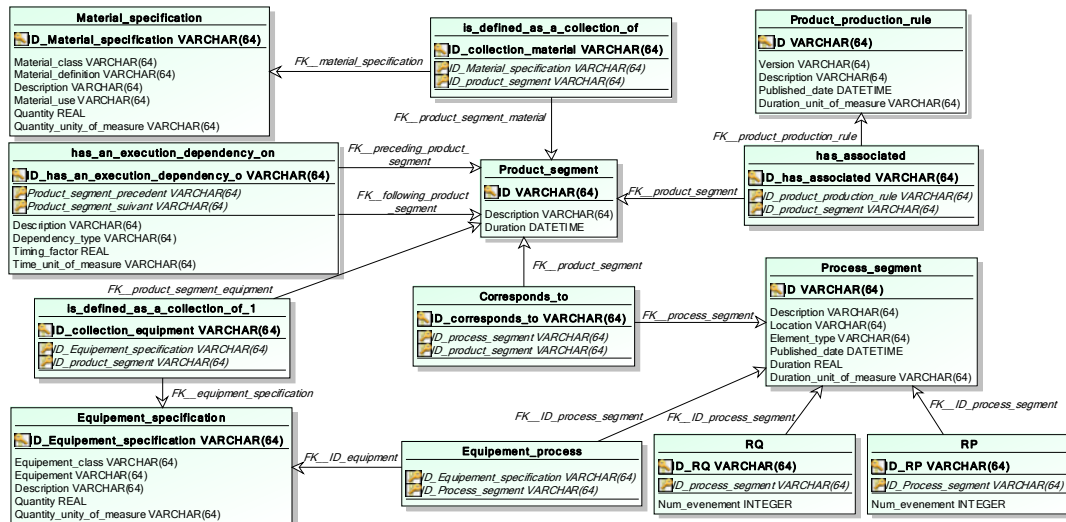 Material_specification
ID_Material_specification VARCHAR(64)
Material_class VARCHAR(64)
Material_definition VARCHAR(64)
Description VARCHAR(64)
Material_use VARCHAR(64)
Quantity REAL
Quantity_unity_of_measure VARCHAR(64)
FK__material_specification
is_defined_as_a_collection_of
ID_collection_material VARCHAR(64)
ID_Material_specification VARCHAR(64)
ID_product_segment VARCHAR(64)
FK__product_segment_material
Product_production_rule
ID VARCHAR(64)
Version VARCHAR(64)
Description VARCHAR(64)
Published_date DATETIME
Duration_unit_of_measure VARCHAR(64)
FK__product_production_rule
has_an_execution_dependency_on
ID_has_an_execution_dependency_o VARCHAR(64)
Product_segment_precedent VARCHAR(64)
Product_segment_suivant VARCHAR(64)
Description VARCHAR(64)
Dependency_type VARCHAR(64)
Timing_factor REAL
Time_unit_of_measure VARCHAR(64)
FK__preceding_product_
segment
FK__following_product
_segment
Product_segment
ID VARCHAR(64)
Description VARCHAR(64)
Duration DATETIME
FK__product_segment
has_associated
ID_has_associated VARCHAR(64)
ID_product_production_rule VARCHAR(64)
ID_product_segment VARCHAR(64)
FK__product_segment_equipment
FK__product_segment
is_defined_as_a_collection_of_1
ID_collection_equipment VARCHAR(64)
ID_Equipement_specification VARCHAR(64)
ID_product_segment VARCHAR(64)
FK__equipment_specification
Corresponds_to
ID_corresponds_to VARCHAR(64)
ID_process_segment VARCHAR(64)
ID_product_segment VARCHAR(64)
FK__process_segment
Process_segment
ID VARCHAR(64)
Description VARCHAR(64)
Location VARCHAR(64)
Element_type VARCHAR(64)
Published_date DATETIME
Duration REAL
Duration_unit_of_measure VARCHAR(64)
Equipement_specification
ID_Equipement_specification VARCHAR(64)
Equipement_class VARCHAR(64)
Equipement VARCHAR(64)
Description VARCHAR(64)
Quantity REAL
Quantity_unity_of_measure VARCHAR(64)
FK__ID_equipment
FK__ID_process_segment
FK__ID_process_segment
FK__ID_process_segment
Equipement_process
ID_Equipement_specification VARCHAR(64)
ID_Process_segment VARCHAR(64)
RQ
ID_RQ VARCHAR(64)
ID_process_segment VARCHAR(64)
Num_evenement INTEGER
RP
ID_RP VARCHAR(64)
ID_Process_segment VARCHAR(64)
Num_evenement INTEGER